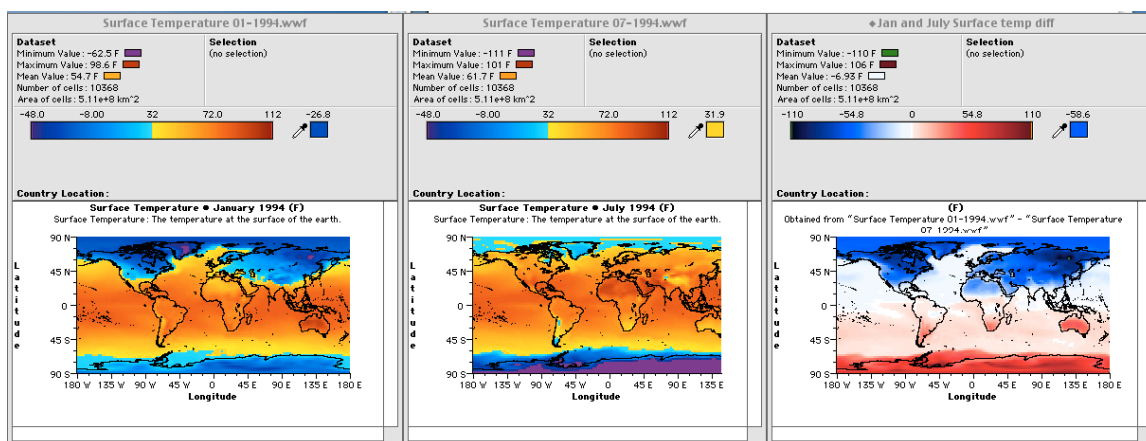 Surface Temperature 01-1994.wwf
Dataset
Minimum Value: -62.5 F
Maximum Value: 98.6 F
Mean Value: 54.7 F
Number of cells: 10368
Area of cells: 5.11e+8 km^2
Selection
(no selection)
-48.0 -8.00 32 72.0 112 -26.8
Country Location:
Surface Temperature ● January 1994 (F)
Surface Temperature: The temperature at the surface of the earth.
90 N
45 N
0
45 S
90 S
Latitude
180 W 135 W 90 W 45 W 0 45 E 90 E 135 E 180 E
Longitude
Surface Temperature 07-1994.wwf
Dataset
Minimum Value: -111 F
Maximum Value: 101 F
Mean Value: 61.7 F
Number of cells: 10368
Area of cells: 5.11e+8 km^2
Selection
(no selection)
-48.0 -8.00 32 72.0 112 31.9
Country Location:
Surface Temperature ● July 1994 (F)
Surface Temperature: The temperature at the surface of the earth.
90 N
45 N
0
45 S
90 S
Latitude
180 W 135 W 90 W 45 W 0 45 E 90 E 135 E
Longitude
◆Jan and July Surface temp diff
Dataset
Minimum Value: -110 F
Maximum Value: 106 F
Mean Value: -6.93 F
Number of cells: 10368
Area of cells: 5.11e+8 km^2
Selection
(no selection)
-110 -54.8 0 54.8 110 -58.6
Country Location:
(F)
Obtained from "Surface Temperature 01-1994.wwf" - "Surface Temperature
07-1994.wwf"
90 N
45 N
0
45 S
90 S
Latitude
180 W 135 W 90 W 45 W 0 45 E 90 E 135 E 180 E
Longitude